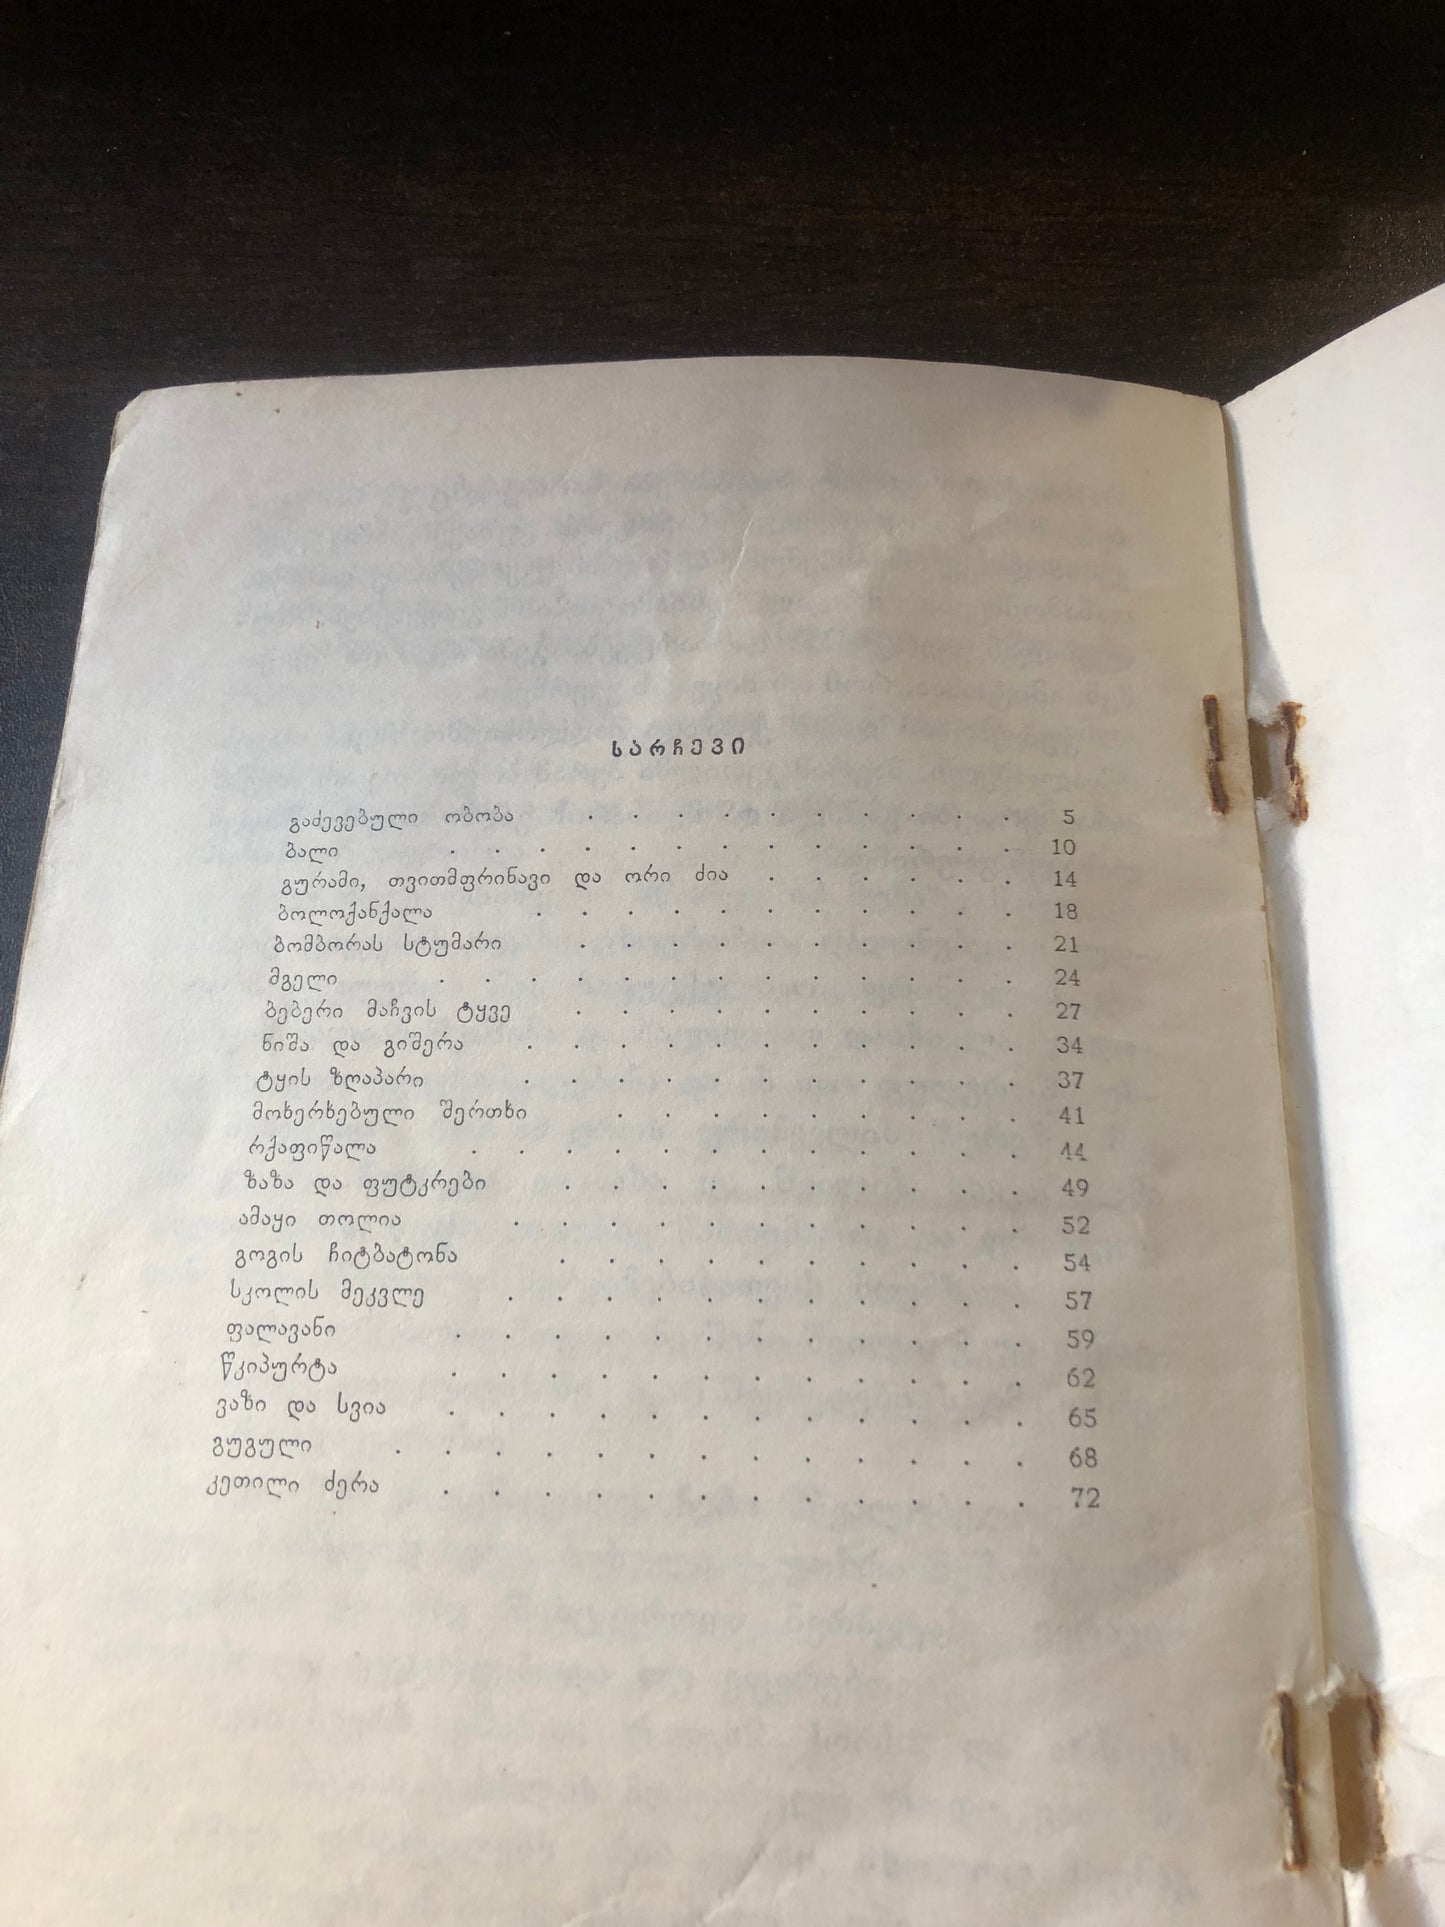 სარჩევი
გაძევებული ობობა . . . . . . . . . . 5
ბალი . . . . . . . . . . . . . 10
გურამი, თვითმფრინავი და ორი ძია . . . . . . 14
ბოლოქანქალა . . . . . . . . . . . 18
ბომბორას სტუმარი . . . . . . . . . . 21
მგელი . . . . . . . . . . . . . 24
ბებერი მაჩვის ტყვე . . . . . . . . . . 27
ნიშა და გიშერა . . . . . . . . . . . 34
ტყის ზღაპარი . . . . . . . . . . . 37
მოხერხებული შერთხი . . . . . . . . . 41
რქაფიწალა . . . . . . . . . . . . 44
ზაზა და ფუტკრები . . . . . . . . . . 49
ამაყი თოლია . . . . . . . . . . . 52
გოგის ჩიტბატონა . . . . . . . . . . 54
სკოლის მეკვლე . . . . . . . . . . . 57
ფალავანი . . . . . . . . . . . . 59
წკიპურტა . . . . . . . . . . . . 62
ვაზი და სვია . . . . . . . . . . . . 65
გუგული . . . . . . . . . . . . . 68
კეთილი ძერა . . . . . . . . . . . . 72